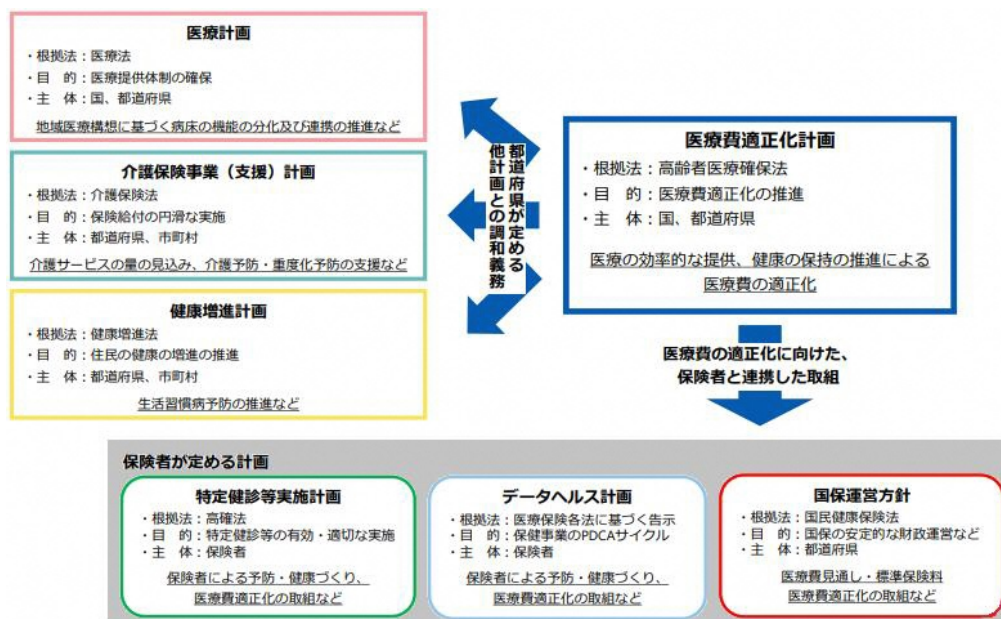 医療計画
・根拠法：医療法
・目　的：医療提供体制の確保
・主　体：国、都道府県
地域医療構想に基づく病床の機能の分化及び連携の推進など
介護保険事業（支援）計画
・根拠法：介護保険法
・目　的：保険給付の円滑な実施
・主　体：都道府県、市町村
介護サービスの量の見込み、介護予防・重度化予防の支援など
健康増進計画
・根拠法：健康増進法
・目　的：住民の健康の増進の推進
・主　体：都道府県、市町村
生活習慣病予防の推進など
都道府県が定める
他計画との調和義務
医療費適正化計画
・根拠法：高齢者医療確保法
・目　的：医療費適正化の推進
・主　体：国、都道府県
医療の効率的な提供、健康の保持の推進による
医療費の適正化
医療費の適正化に向けた、
保険者と連携した取組
保険者が定める計画
特定健診等実施計画
・根拠法：高確法
・目　的：特定健診等の有効・適切な実施
・主　体：保険者
保険者による予防・健康づくり、
医療費適正化の取組など
データヘルス計画
・根拠法：医療保険各法に基づく告示
・目　的：保健事業のPDCAサイクル
・主　体：保険者
保険者による予防・健康づくり、
医療費適正化の取組など
国保運営方針
・根拠法：国民健康保険法
・目　的：国保の安定的な財政運営など
・主　体：都道府県
医療費見通し・標準保険料
医療費適正化の取組など